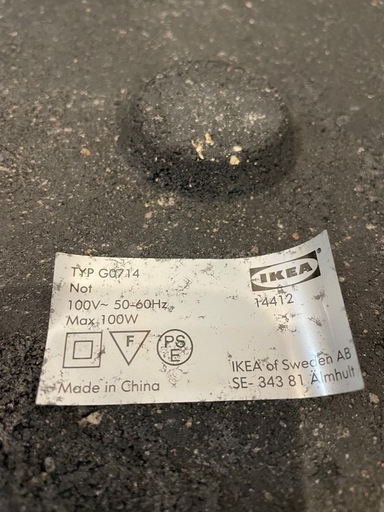 TYP G0714
Not
100V~ 50-60Hz
Max 100W
IKEA
14412
F
PS
E
IKEA of Sweden AB
SE- 343 81 Älmhult
Made in China